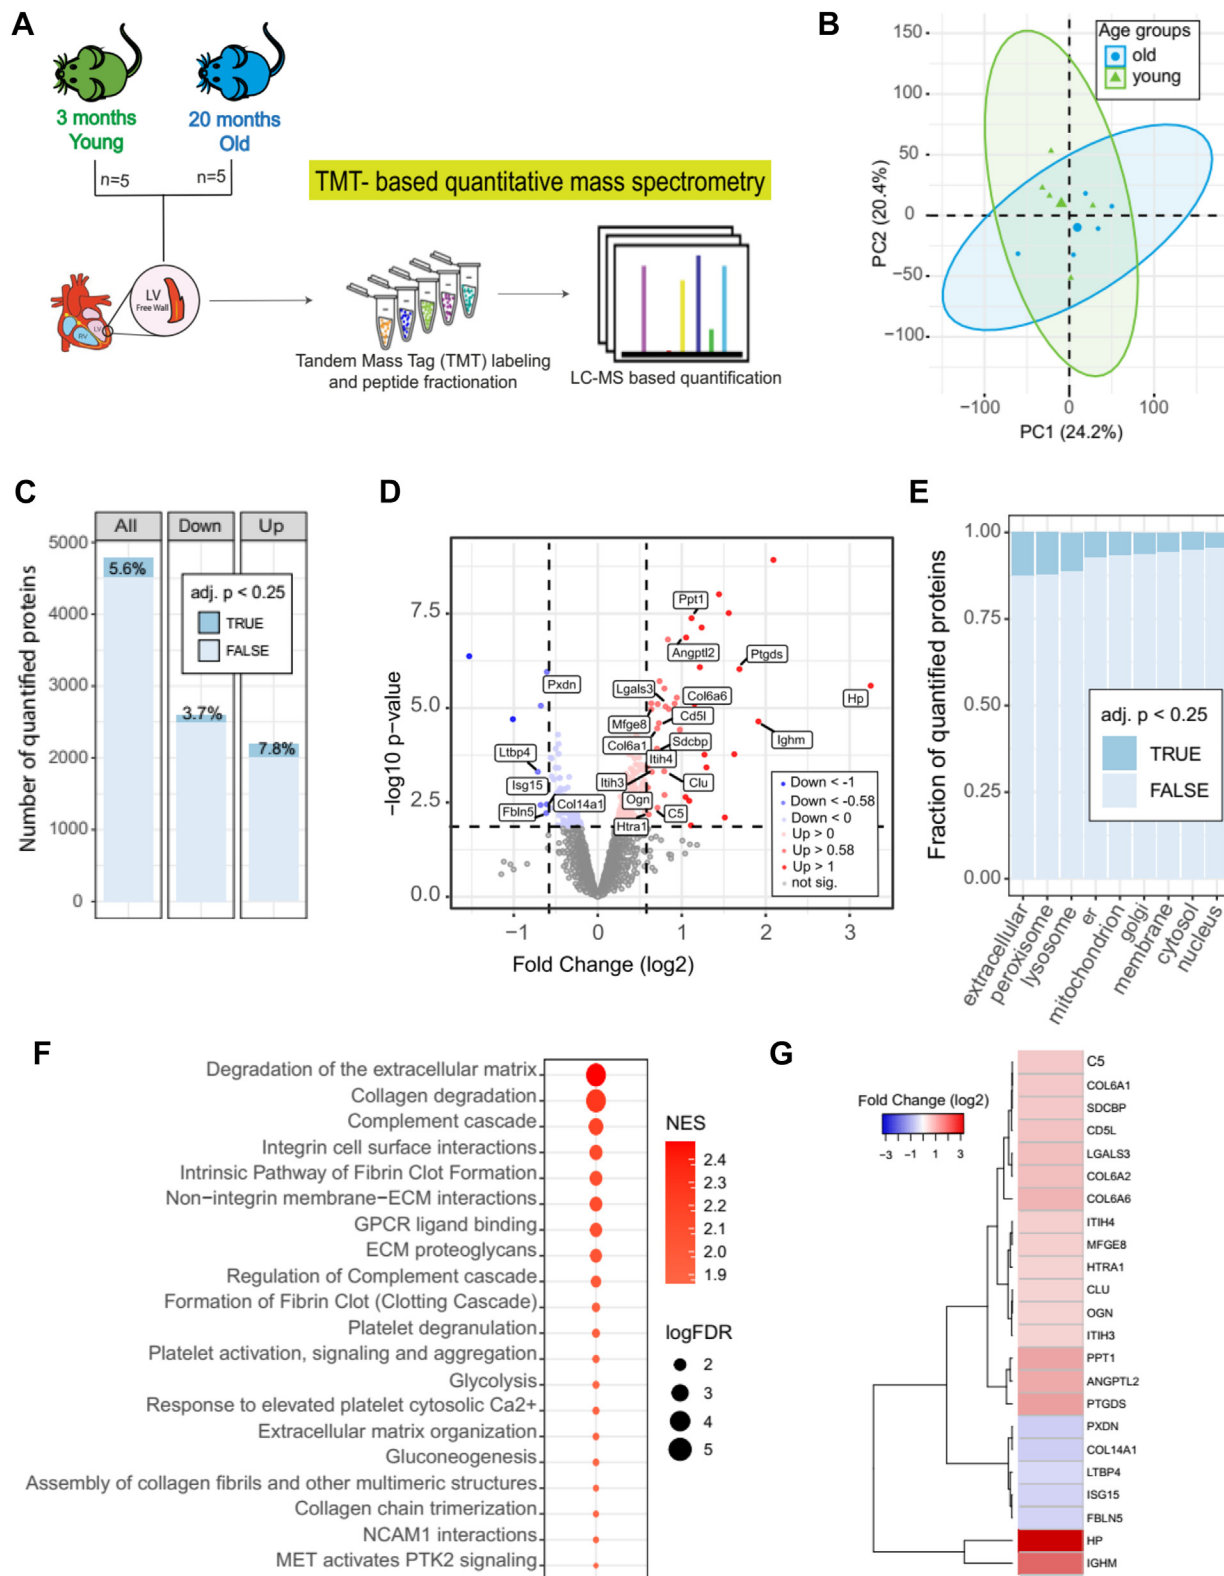 A
3 months
Young
20 months
Old
n=5
n=5
TMT- based quantitative mass spectrometry
LV
Free Wall
RV
LV
Tandem Mass Tag (TMT) labeling
and peptide fractionation
LC-MS based quantification
B
Age groups
old
young
150
100
50
0
−50
−100
PC2 (20.4%)
−100
0
100
PC1 (24.2%)
C
All
Down
Up
5000
4000
3000
2000
1000
0
Number of quantified proteins
5.6%
3.7%
7.8%
adj. p < 0.25
TRUE
FALSE
D
7.5
5.0
2.5
0.0
−log10 p−value
Ppt1
Angptl2
Ptgds
Pxdn
Lgals3
Col6a6
Hp
Mfge8
Cd5l
Col6a1
Sdcbp
Ighm
Ltbp4
Itih4
Isg15
Itih3
Clu
Fbln5
Col14a1
Ogn
C5
Htra1
Down < -1
Down < -0.58
Down < 0
Up > 0
Up > 0.58
Up > 1
not sig.
−1
0
1
2
3
Fold Change (log2)
E
1.00
0.75
0.50
0.25
0.00
Fraction of quantified proteins
adj. p < 0.25
TRUE
FALSE
extracellular
peroxisome
lysosome
er
mitochondrion
golgi
membrane
cytosol
nucleus
F
Degradation of the extracellular matrix
Collagen degradation
Complement cascade
Integrin cell surface interactions
Intrinsic Pathway of Fibrin Clot Formation
Non−integrin membrane−ECM interactions
GPCR ligand binding
ECM proteoglycans
Regulation of Complement cascade
Formation of Fibrin Clot (Clotting Cascade)
Platelet degranulation
Platelet activation, signaling and aggregation
Glycolysis
Response to elevated platelet cytosolic Ca2+
Extracellular matrix organization
Gluconeogenesis
Assembly of collagen fibrils and other multimeric structures
Collagen chain trimerization
NCAM1 interactions
MET activates PTK2 signaling
NES
2.4
2.3
2.2
2.1
2.0
1.9
logFDR
2
3
4
5
G
Fold Change (log2)
−3 −1 1 3
C5
COL6A1
SDCBP
CD5L
LGALS3
COL6A2
COL6A6
ITIH4
MFGE8
HTRA1
CLU
OGN
ITIH3
PPT1
ANGPTL2
PTGDS
PXDN
COL14A1
LTBP4
ISG15
FBLN5
HP
IGHM